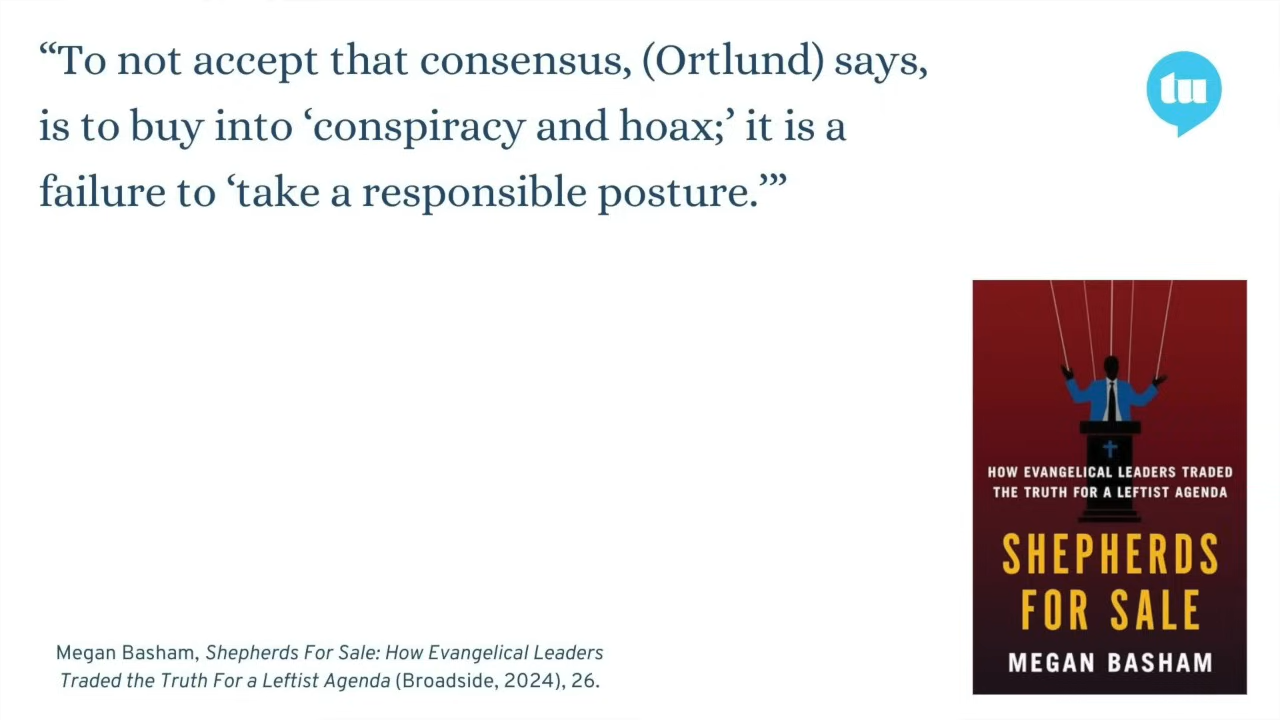 “To not accept that consensus, (Ortlund) says,
is to buy into ‘conspiracy and hoax;’ it is a
failure to ‘take a responsible posture.’”
tu
HOW EVANGELICAL LEADERS TRADED
THE TRUTH FOR A LEFTIST AGENDA
SHEPHERDS
FOR SALE
MEGAN BASHAM
Megan Basham, Shepherds For Sale: How Evangelical Leaders
Traded the Truth For a Leftist Agenda (Broadside, 2024), 26.